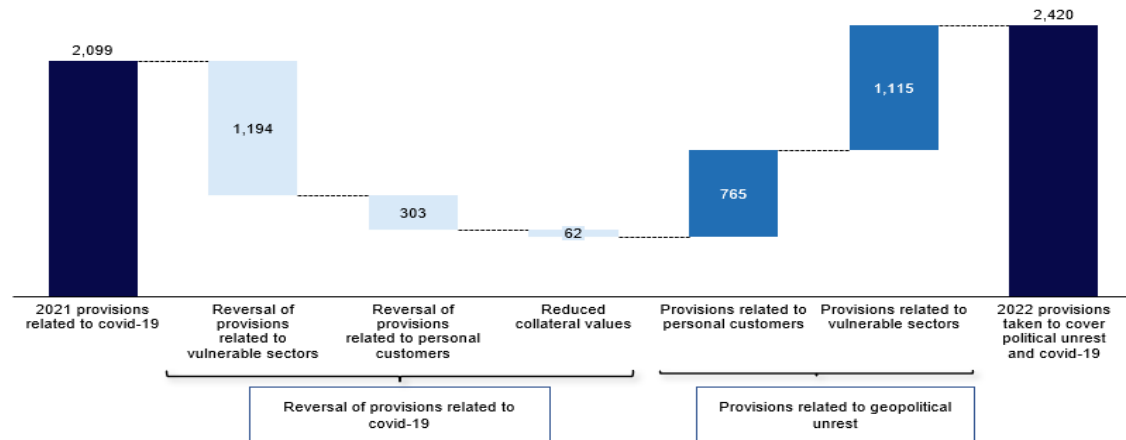 2,099
1,194
303
62
765
1,115
2,420
2021 provisions
related to covid-19
Reversal of
provisions
related to
vulnerable sectors
Reversal of
provisions
related to personal
customers
Reduced
collateral values
Provisions related to
personal customers
Provisions related to
vulnerable sectors
2022 provisions
taken to cover
political unrest
and covid-19
Reversal of provisions related to
covid-19
Provisions related to geopolitical
unrest